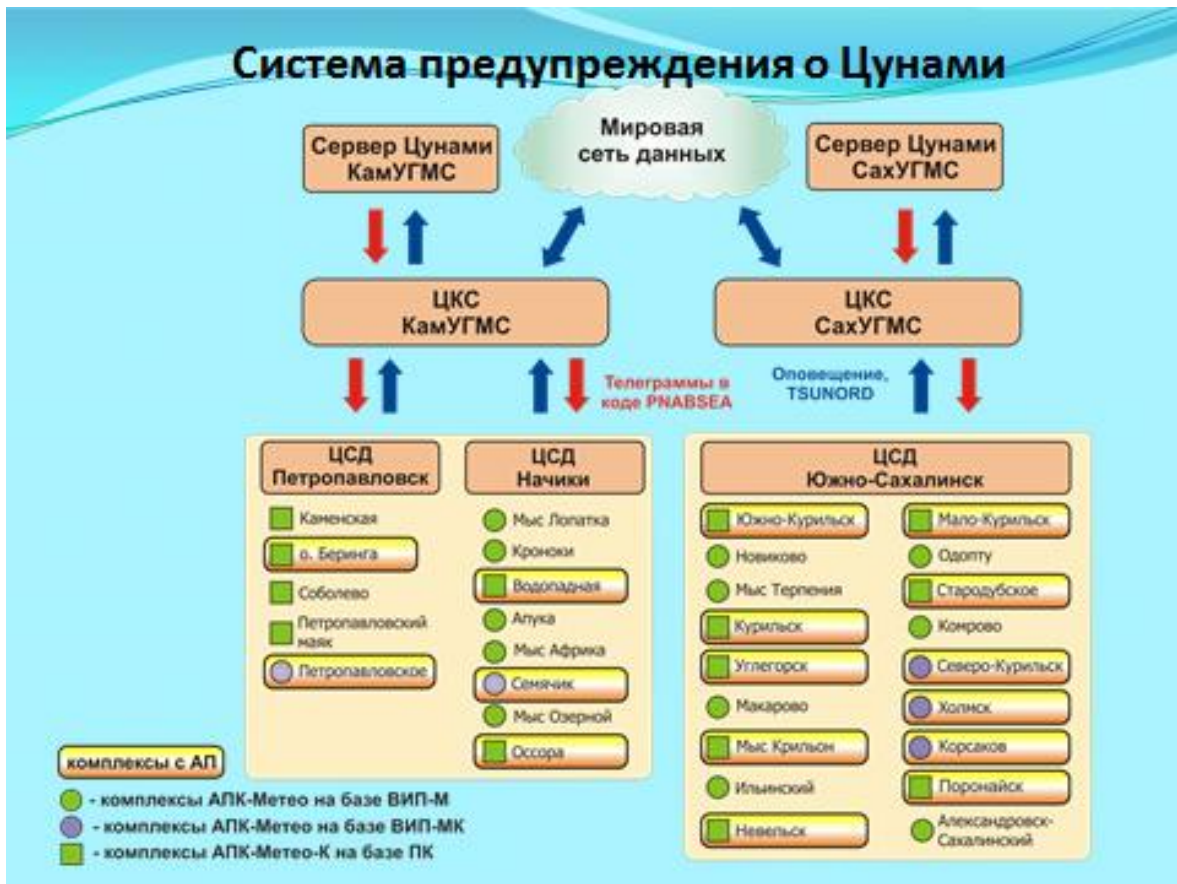 Система предупреждения о Цунами
Мировая
сеть данных
Сервер Цунами
КамУГМС
Сервер Цунами
СахУГМС
ЦКС
КамУГМС
ЦКС
СахУГМС
Телеграммы в
коде PNABSEA
Оповещение,
TSUNORD
ЦСД
Петропавловск
Каменская
о. Беринга
Соболево
Петропавловский
маяк
Петропавловское
ЦСД
Начики
Мыс Лопатка
Кроноки
Водопадная
Апука
Мыс Африка
Семячик
Мыс Озерной
Оссора
ЦСД
Южно-Сахалинск
Южно-Курильск
Новиково
Мыс Терпения
Курильск
Углегорск
Макарово
Мыс Крильон
Ильинский
Невельск
Мало-Курильск
Одопту
Стародубское
Комрово
Северо-Курильск
Холмск
Корсаков
Поронайск
Александровск-
Сахалинский
комплексы с АП
- комплексы АПК-Метео на базе ВИП-М
- комплексы АПК-Метео на базе ВИП-МК
- комплексы АПК-Метео-К на базе ПК